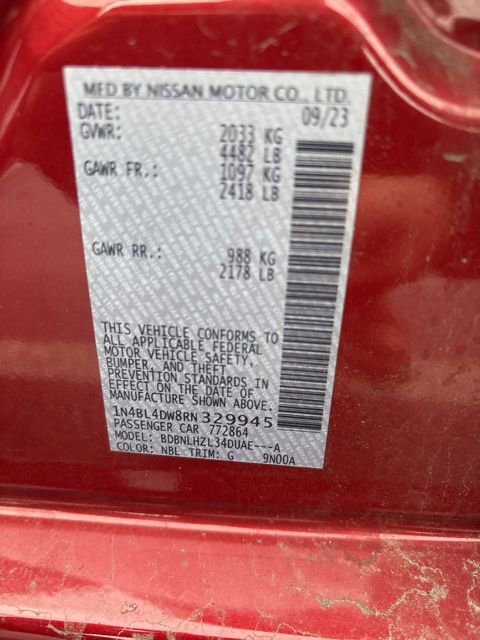 MFD BY NISSAN MOTOR CO., LTD.
DATE: 09/23
GVWR: 2033 KG
4482 LB
GAWR FR.: 1097 KG
2418 LB
GAWR RR.: 988 KG
2178 LB
THIS VEHICLE CONFORMS TO
ALL APPLICABLE FEDERAL
MOTOR VEHICLE SAFETY,
BUMPER, AND THEFT
PREVENTION STANDARDS IN
EFFECT ON THE DATE OF
MANUFACTURE SHOWN ABOVE.
1N4BL4DW8RN329945
PASSENGER CAR 772864
MODEL: BDBNLHZL34DUAE---A
COLOR: NBL TRIM: G 9N00A